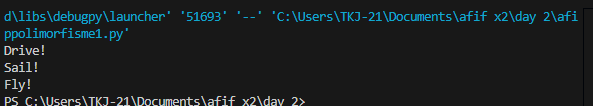 d\libs\debugpy\launcher' '51693' '--' 'C:\Users\TKJ-21\Documents\afif x2\day 2\afi
ppolimorfisme1.py'
Drive!
Sail!
Fly!
PS C:\Users\TKJ-21\Documents\afif x2\day 2>